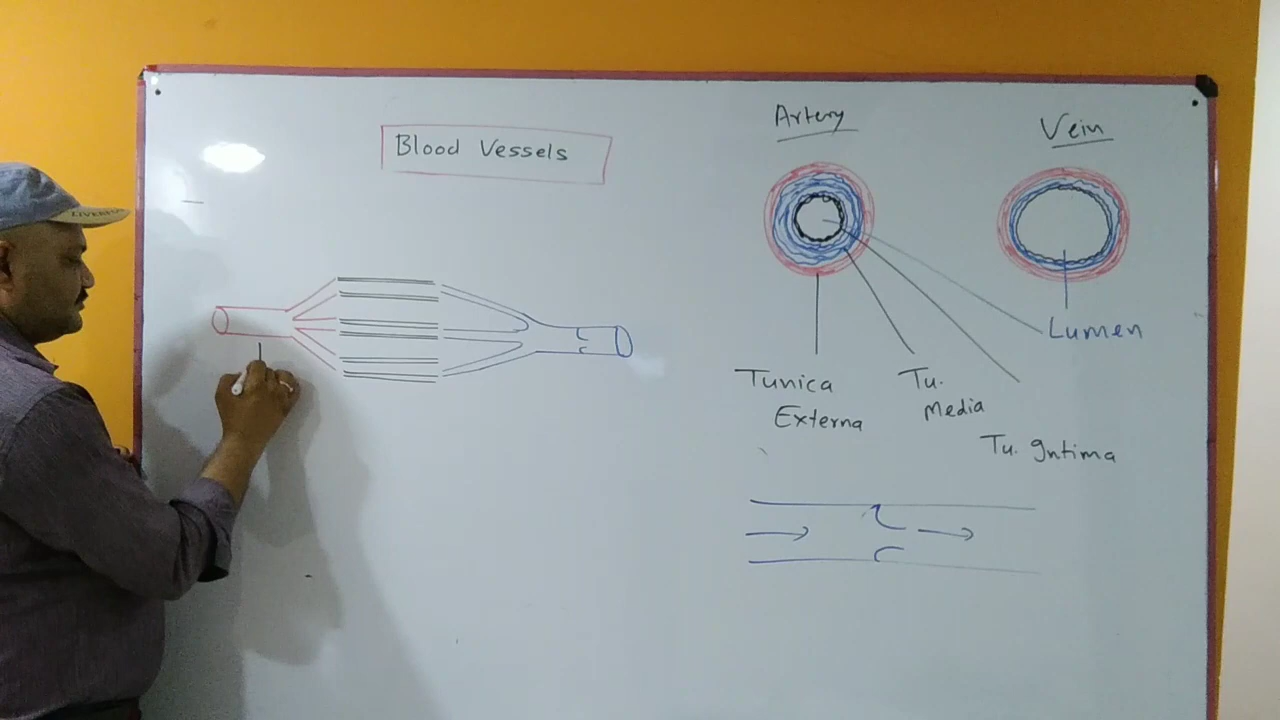 Blood Vessels
Artery
Vein
Lumen
Tunica
Externa
Tu.
Media
Tu. Intima